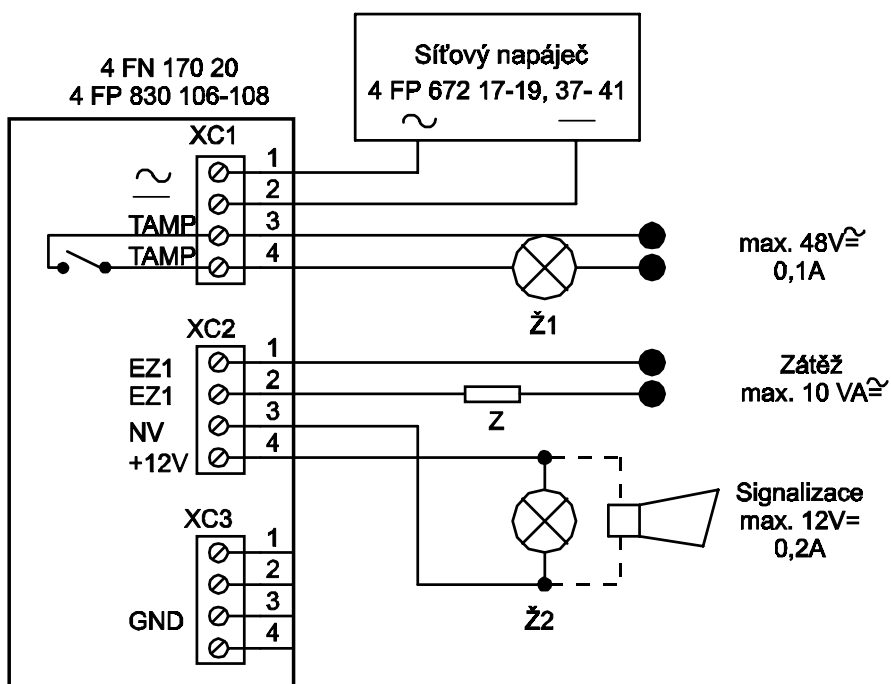 Síťový napáječ
4 FP 672 17-19, 37- 41
4 FN 170 20
4 FP 830 106-108
XC1
1
2
TAMP 3
TAMP 4
max. 48V
0,1A
Ž1
XC2
EZ1 1
EZ1 2
NV 3
+12V 4
Z
Zátěž
max. 10 VA
Signalizace
max. 12V=
0,2A
Ž2
XC3
1
2
GND 3
4